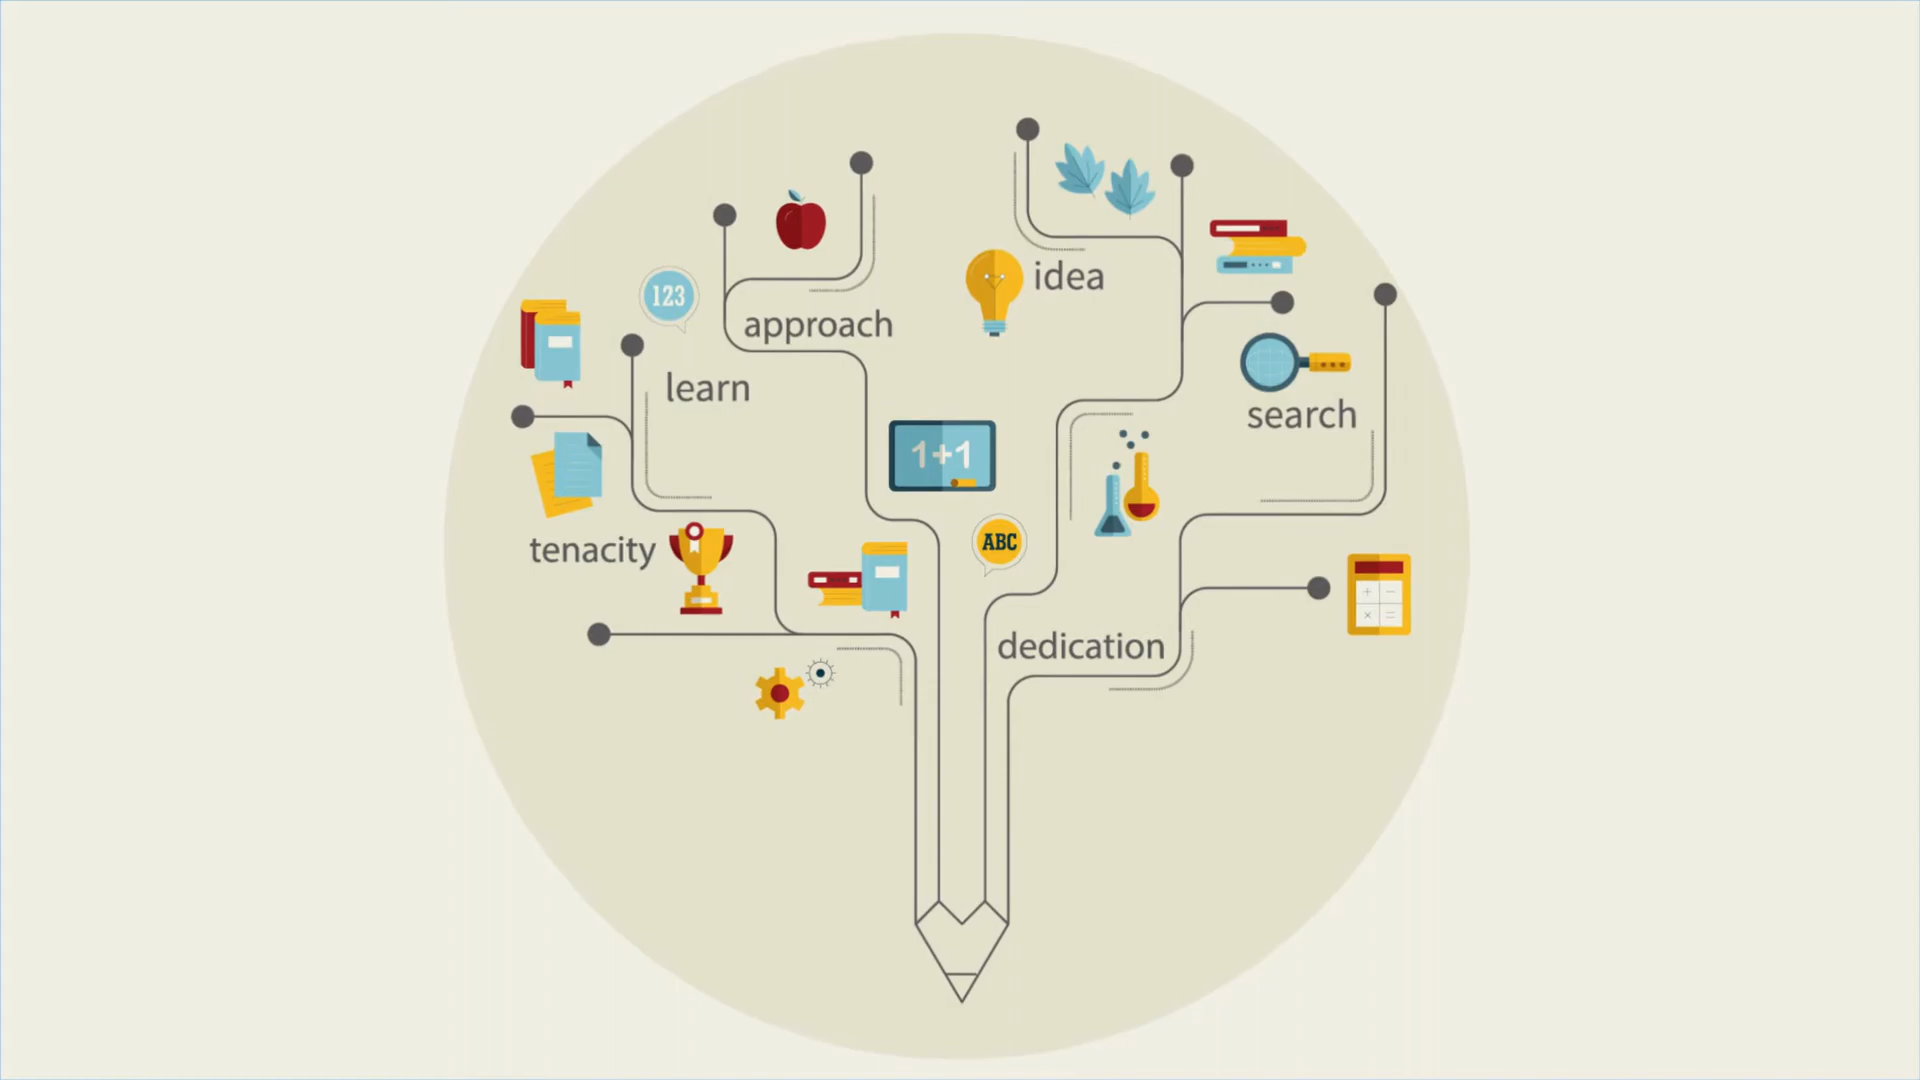 idea
123
approach
learn
search
1+1
ABC
tenacity
+ −
× =
dedication